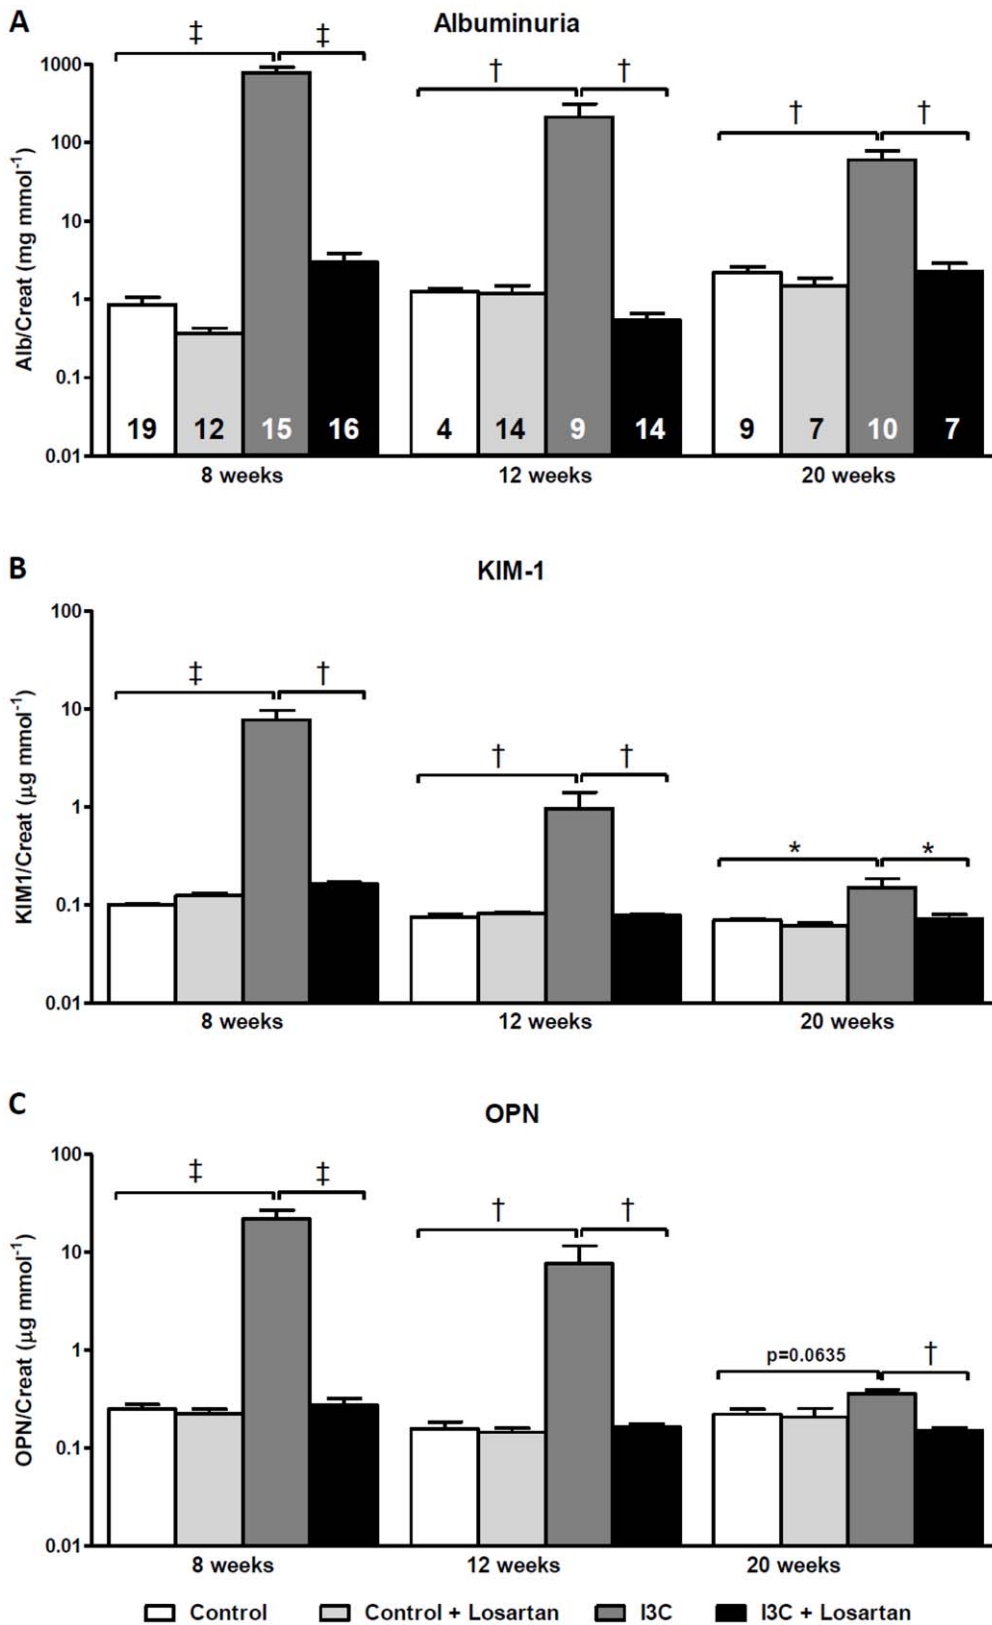 A
Albuminuria
‡ ‡
† †
† †
1000
100
10
1
0.1
0.01
Alb/Creat (mg mmol⁻¹)
19 12 15 16 4 14 9 14 9 7 10 7
8 weeks 12 weeks 20 weeks
B
KIM-1
‡ †
† †
* *
100
10
1
0.1
0.01
KIM1/Creat (µg mmol⁻¹)
8 weeks 12 weeks 20 weeks
C
OPN
‡ ‡
† †
p=0.0635 †
100
10
1
0.1
0.01
OPN/Creat (µg mmol⁻¹)
8 weeks 12 weeks 20 weeks
Control Control + Losartan I3C I3C + Losartan